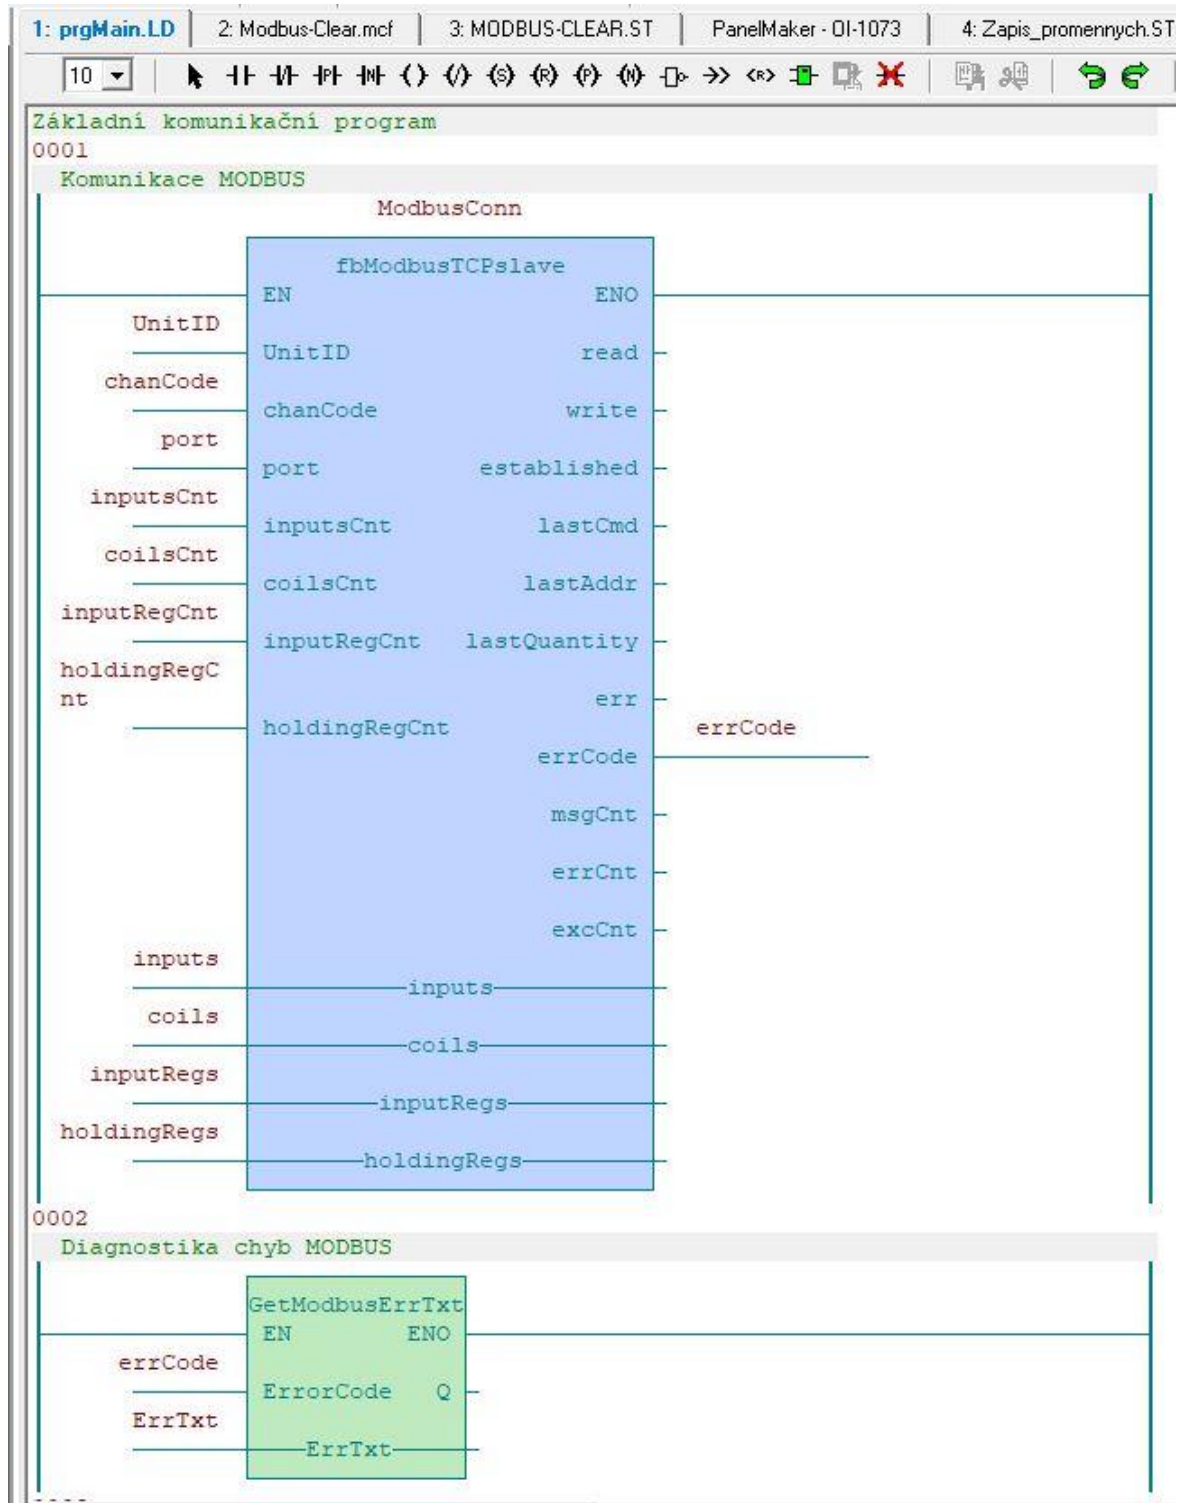 1: prgMain.LD 2: Modbus-Clear.mcf 3: MODBUS-CLEAR.ST PanelMaker - OI-1073 4: Zapis_promennych.ST
10
Základní komunikační program
0001
Komunikace MODBUS
ModbusConn
fbModbusTCPslave
EN ENO
UnitID
UnitID read
chanCode
chanCode write
port
port established
inputsCnt
inputsCnt lastCmd
coilsCnt
coilsCnt lastAddr
inputRegCnt
inputRegCnt lastQuantity
holdingRegC
nt err
holdingRegCnt errCode
errCode
msgCnt
errCnt
excCnt
inputs
inputs
coils
coils
inputRegs
inputRegs
holdingRegs
holdingRegs
0002
Diagnostika chyb MODBUS
GetModbusErrTxt
EN ENO
errCode
ErrorCode Q
ErrTxt
ErrTxt